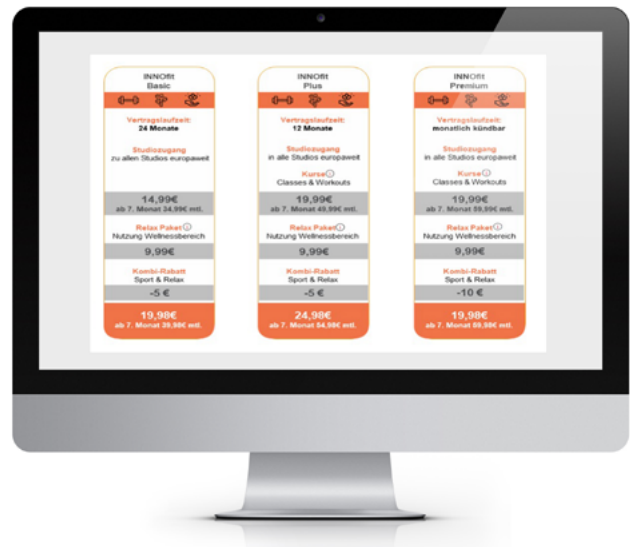 INNOfit
Basic
Vertragslaufzeit:
24 Monate
Studiozugang
zu allen Studios europaweit
14,99€
ab 7. Monat 34,99€ mtl.
Relax Paket
Nutzung Wellnessbereich
9,99€
Kombi-Rabatt
Sport & Relax
-5 €
19,98€
ab 7. Monat 39,98€ mtl.
INNOfit
Plus
Vertragslaufzeit:
12 Monate
Studiozugang
in alle Studios europaweit
Kurse
Classes & Workouts
19,99€
ab 7. Monat 49,99€ mtl.
Relax Paket
Nutzung Wellnessbereich
9,99€
Kombi-Rabatt
Sport & Relax
-5 €
24,98€
ab 7. Monat 54,98€ mtl.
INNOfit
Premium
Vertragslaufzeit:
monatlich kündbar
Studiozugang
in alle Studios europaweit
Kurse
Classes & Workouts
19,99€
ab 7. Monat mtl.
Relax Paket
Nutzung Wellnessbereich
9,99€
Kombi-Rabatt
Sport & Relax
-10 €
19,98€
ab 7. Monat mtl.